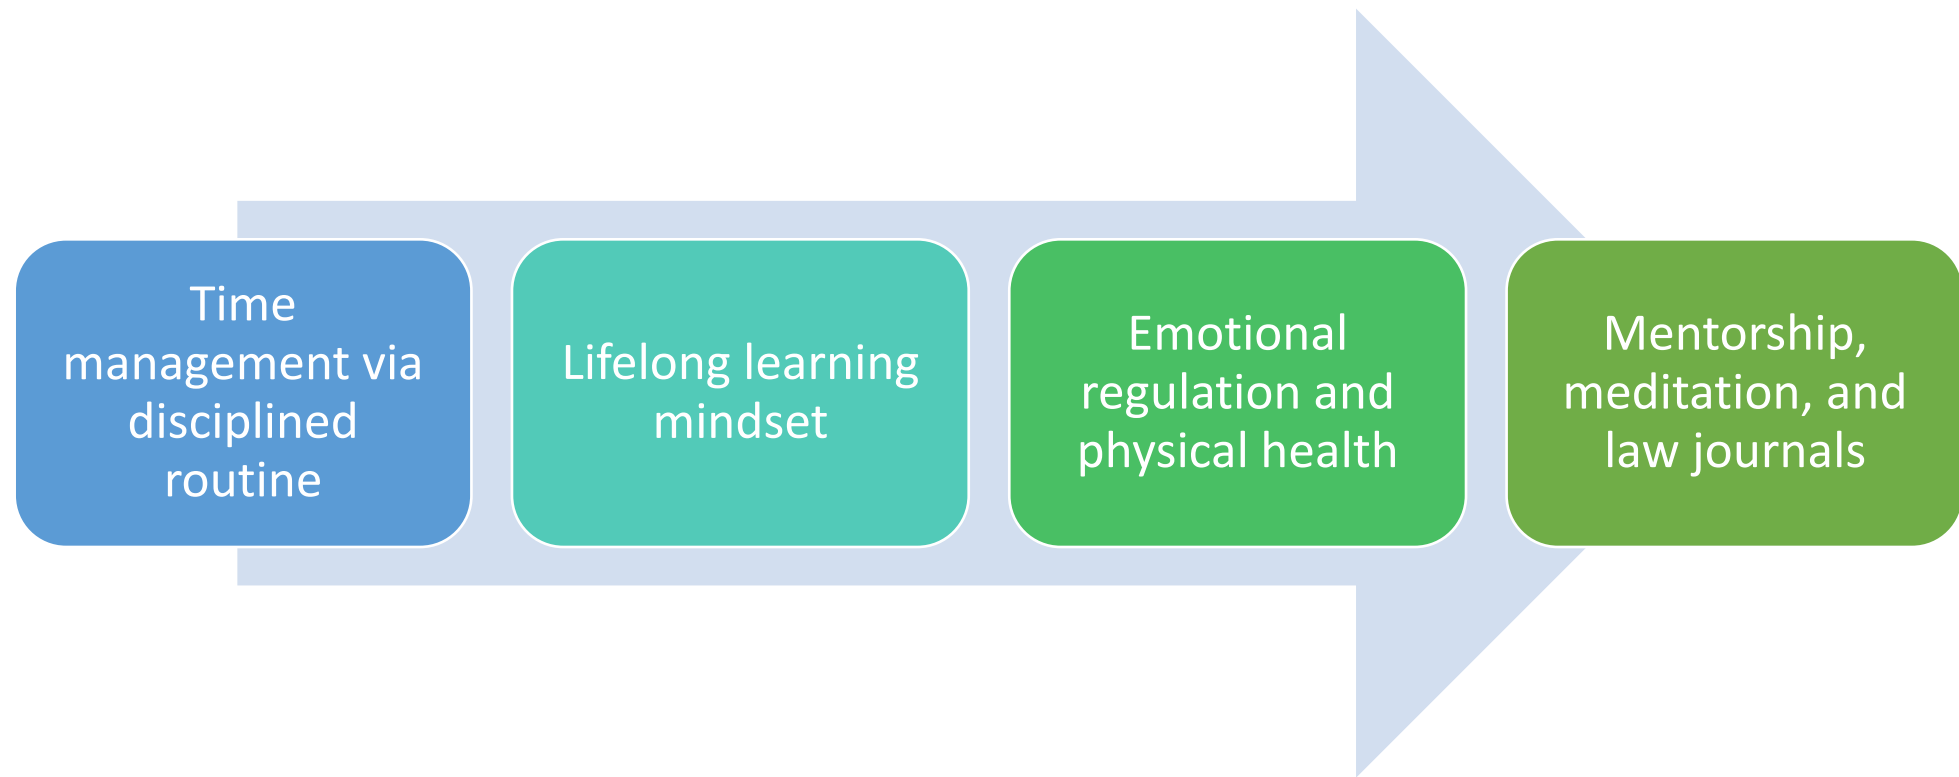 Time
management via
disciplined
routine
Lifelong learning
mindset
Emotional
regulation and
physical health
Mentorship,
meditation, and
law journals